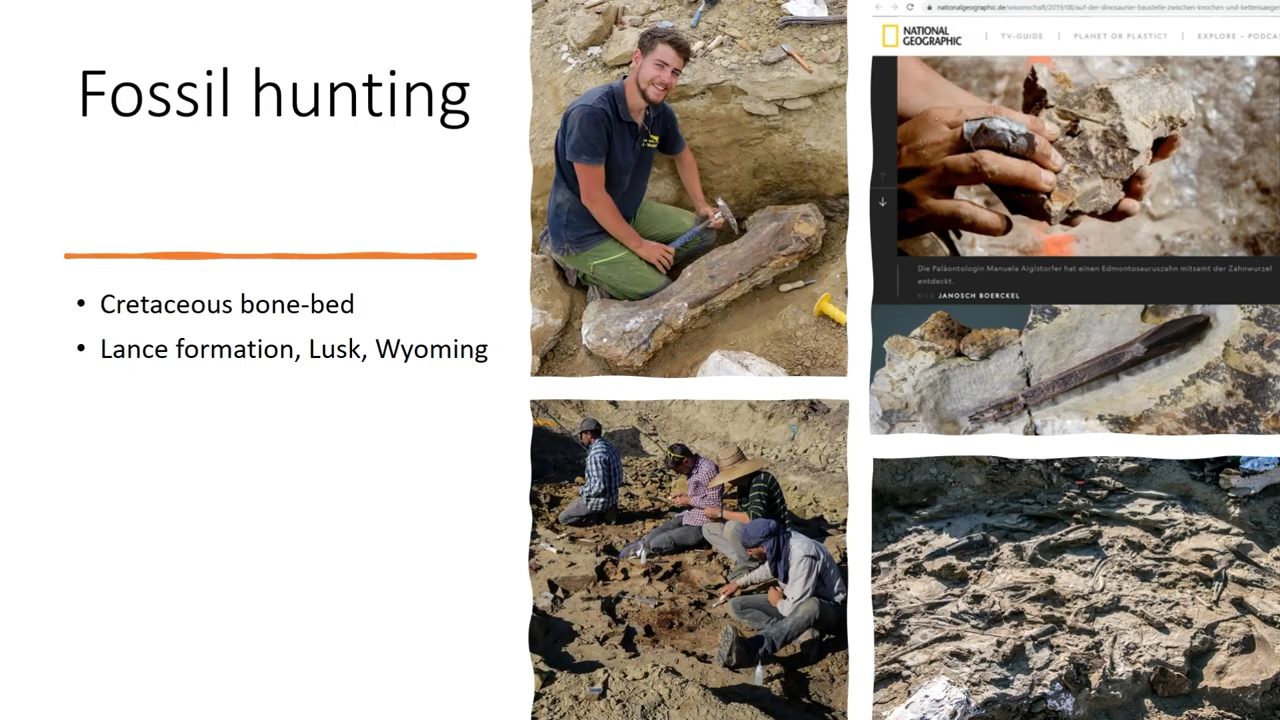 Fossil hunting
• Cretaceous bone-bed
• Lance formation, Lusk, Wyoming
nationalgeographic.de/wissenschaft/2019/08/auf-der-dinosaurier-baustelle-zwischen-knochen-und-kettensaegen
NATIONAL
GEOGRAPHIC
TV-GUIDE
PLANET OR PLASTIC?
EXPLORE – PODCA
Die Paläontologin Manuela Aiglstorfer hat einen Edmontosauruszahn mitsamt der Zahnwurzel
entdeckt.
BILD JANOSCH BOERCKEL